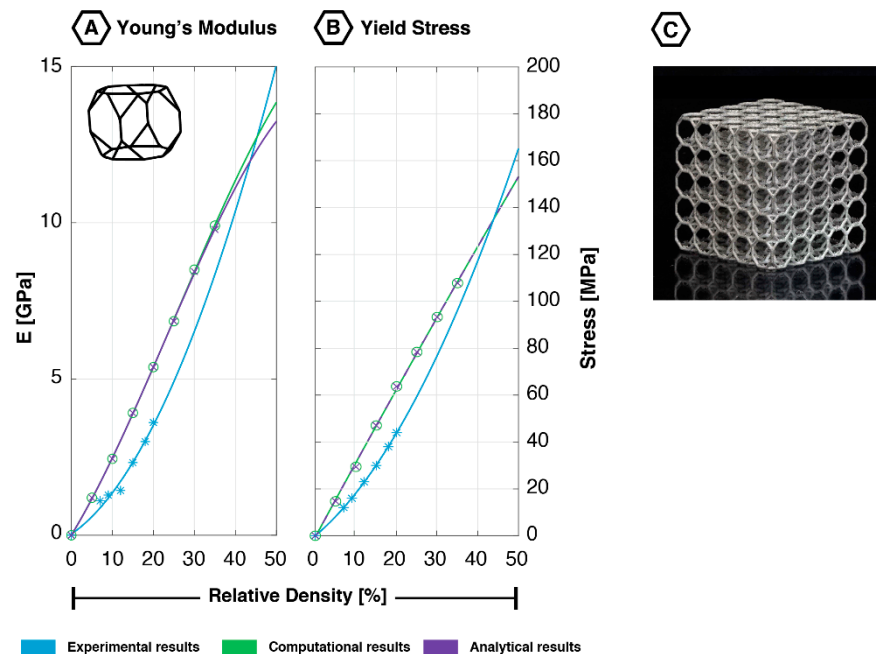 A Young's Modulus
B Yield Stress
C
15
10
5
0
E [GPa]
0 10 20 30 40 50
200
180
160
140
120
100
80
60
40
20
0
Stress [MPa]
0 10 20 30 40 50
Relative Density [%]
Experimental results
Computational results
Analytical results